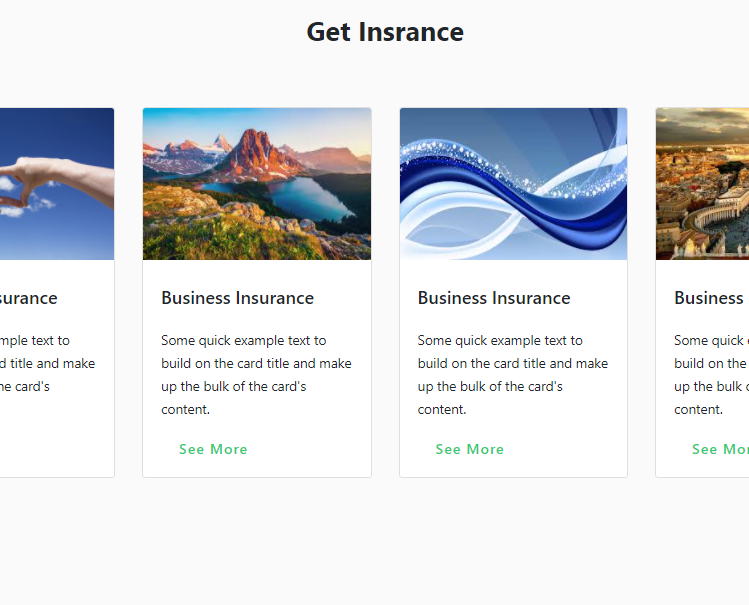 Get Insrance
surance
Business Insurance
Business Insurance
Business
mple text to
d title and make
he card's
Some quick example text to
build on the card title and make
up the bulk of the card's
content.
See More
Some quick example text to
build on the card title and make
up the bulk of the card's
content.
See More
Some quick
build on the
up the bulk
content.
See Mor